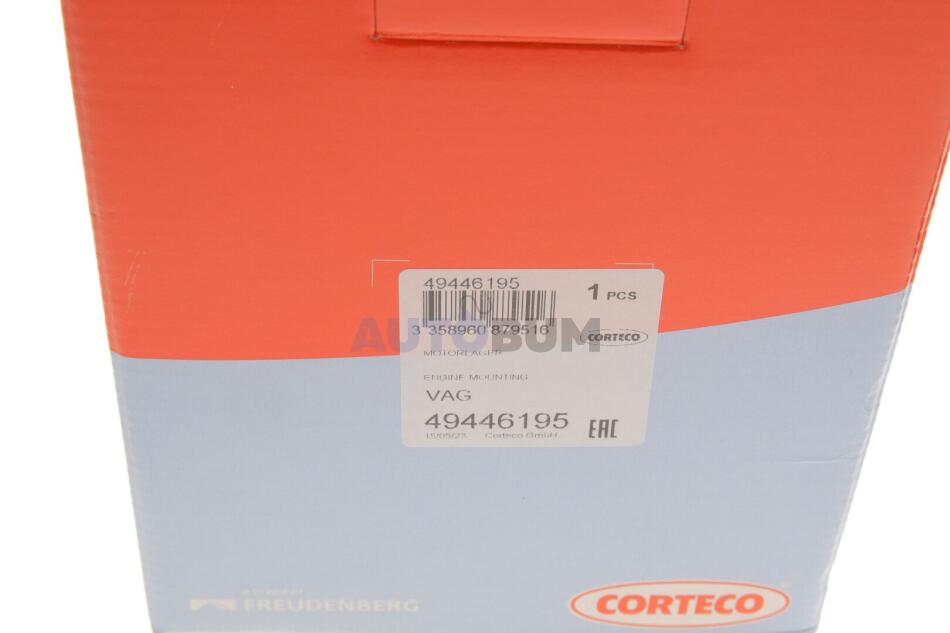 49446195
1 PCS
3 358960 879516
AUTOBUM
CORTECO
MOTORLAGER
ENGINE MOUNTING
VAG
49446195
EAC
15/05/23 Corteco GmbH
FREUDENBERG
CORTECO